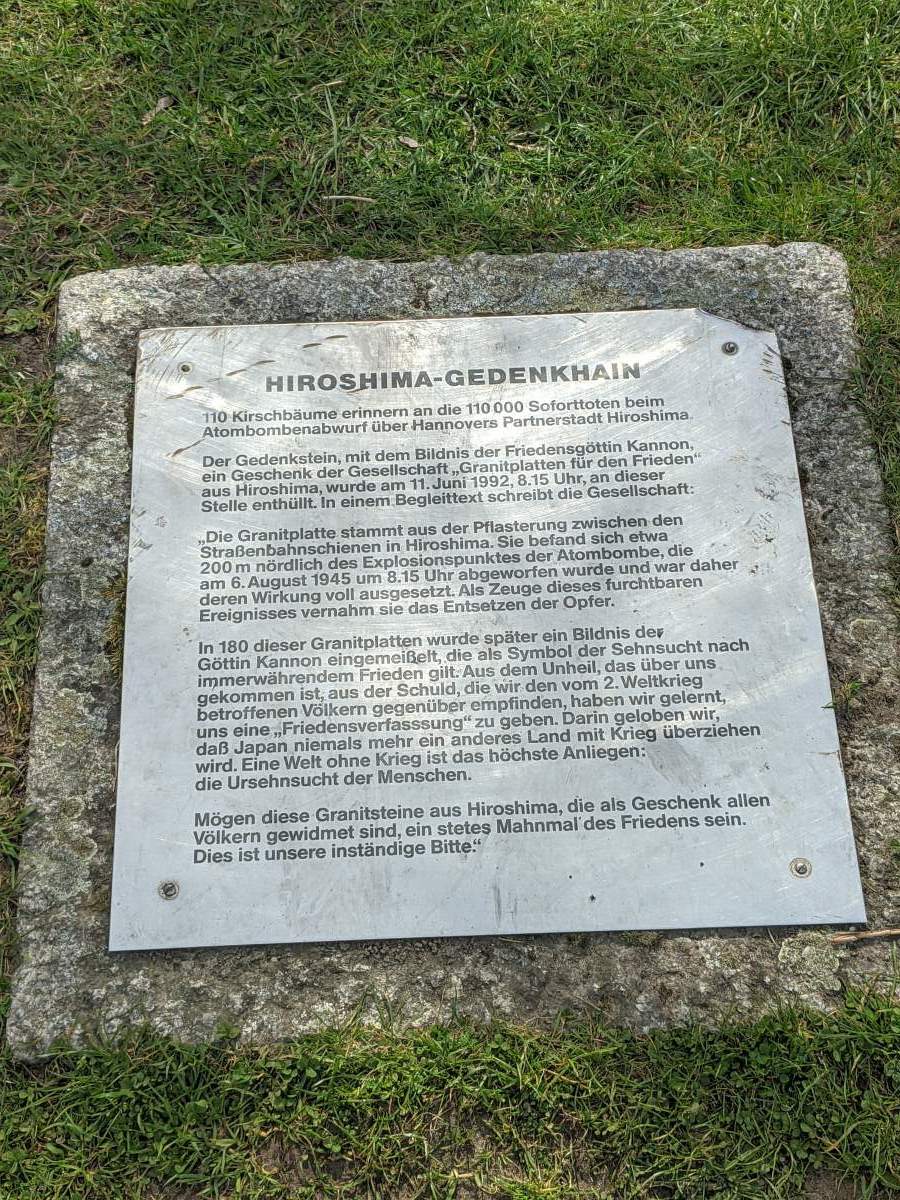 HIROSHIMA-GEDENKHAIN
110 Kirschbäume erinnern an die 110 000 Soforttoten beim
Atombombenabwurf über Hannovers Partnerstadt Hiroshima.
Der Gedenkstein, mit dem Bildnis der Friedensgöttin Kannon,
ein Geschenk der Gesellschaft „Granitplatten für den Frieden“
aus Hiroshima, wurde am 11. Juni 1992, 8.15 Uhr, an dieser
Stelle enthüllt. In einem Begleittext schreibt die Gesellschaft:
„Die Granitplatte stammt aus der Pflasterung zwischen den
Straßenbahnschienen in Hiroshima. Sie befand sich etwa
200 m nördlich des Explosionspunktes der Atombombe, die
am 6. August 1945 um 8.15 Uhr abgeworfen wurde und war daher
deren Wirkung voll ausgesetzt. Als Zeuge dieses furchtbaren
Ereignisses vernahm sie das Entsetzen der Opfer.
In 180 dieser Granitplatten wurde später ein Bildnis der
Göttin Kannon eingemeißelt, die als Symbol der Sehnsucht nach
immerwährendem Frieden gilt. Aus dem Unheil, das über uns
gekommen ist, aus der Schuld, die wir den vom 2. Weltkrieg
betroffenen Völkern gegenüber empfinden, haben wir gelernt,
uns eine „Friedensverfasssung“ zu geben. Darin geloben wir,
daß Japan niemals mehr ein anderes Land mit Krieg überziehen
wird. Eine Welt ohne Krieg ist das höchste Anliegen:
die Ursehnsucht der Menschen.
Mögen diese Granitsteine aus Hiroshima, die als Geschenk allen
Völkern gewidmet sind, ein stetes Mahnmal des Friedens sein.
Dies ist unsere inständige Bitte.“